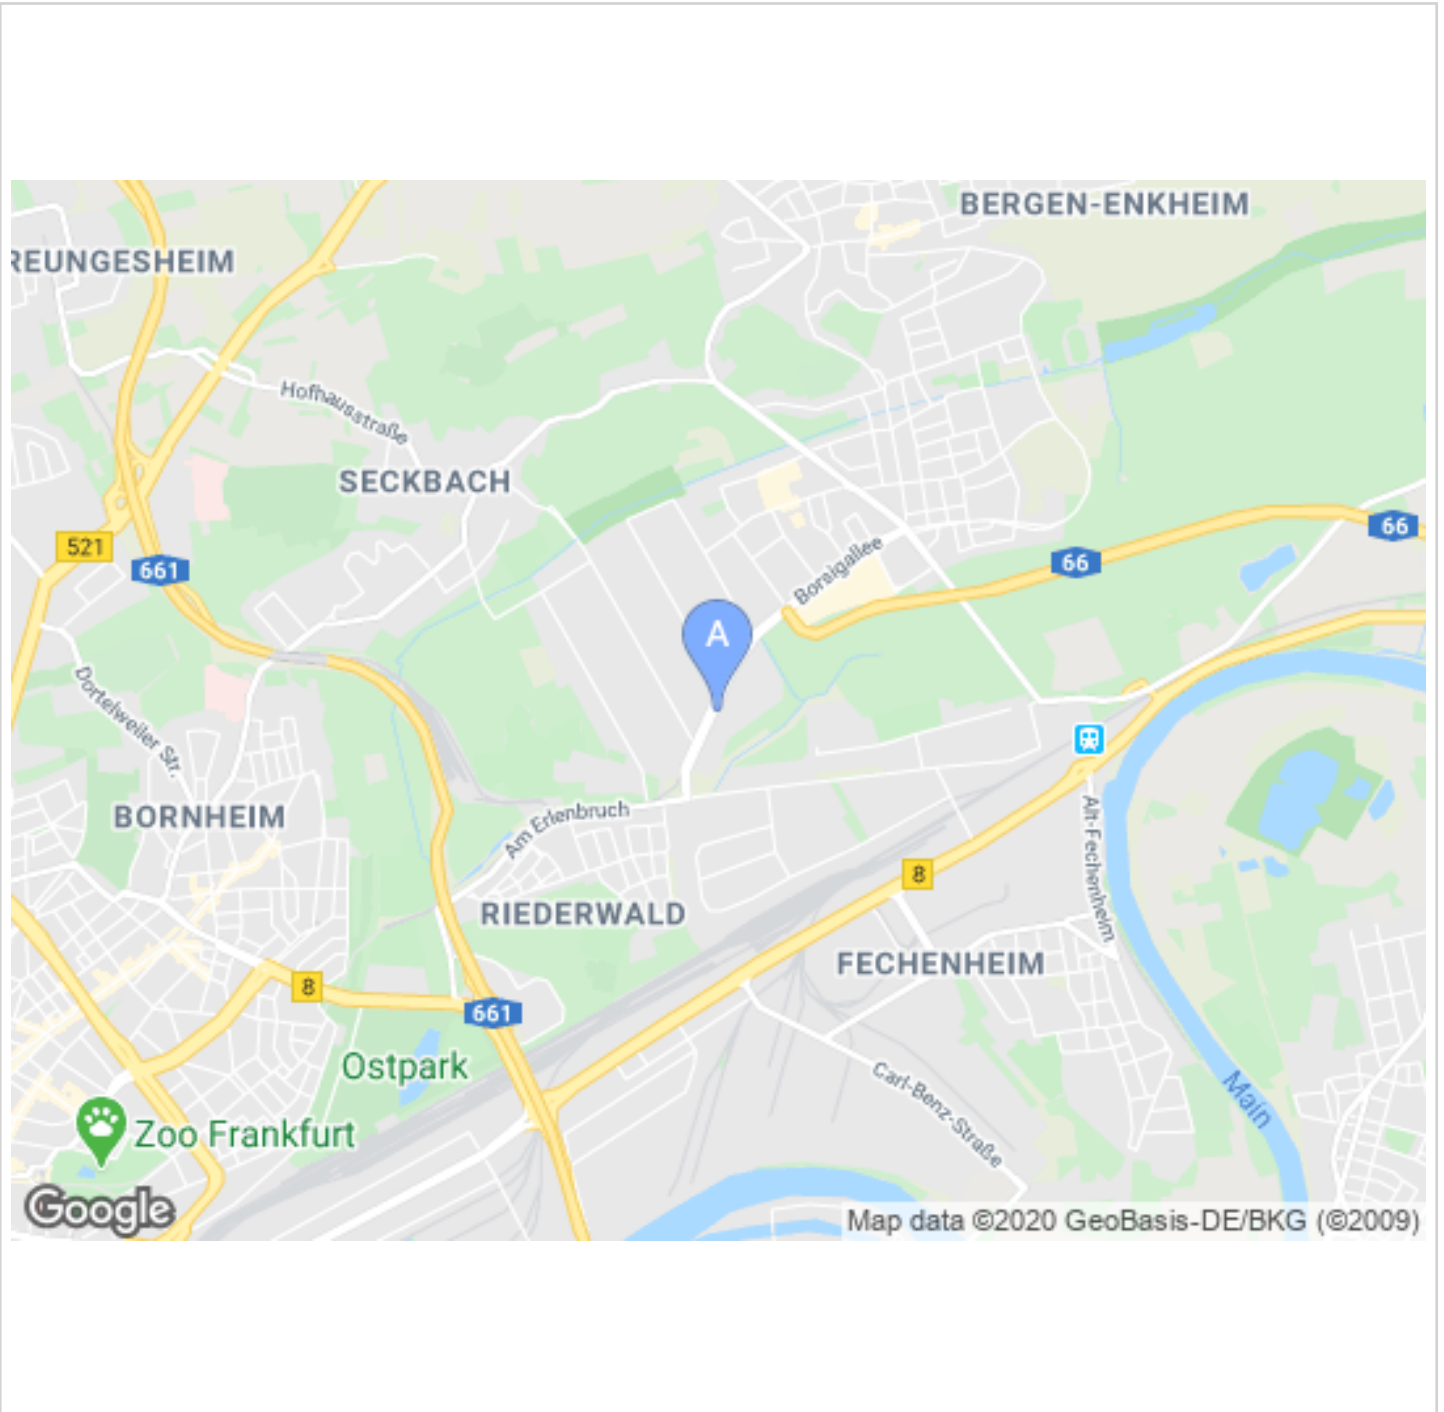 BERGEN-ENKHEIM
REUNGESHEIM
Hofhausstraße
SECKBACH
521
661
66
66
Borsigallee
A
Dortelweiler Str.
BORNHEIM
Am Erlenbruch
Alt-Fechenheim
8
RIEDERWALD
FECHENHEIM
8
661
Ostpark
Carl-Benz-Straße
Main
Zoo Frankfurt
Google
Map data ©2020 GeoBasis-DE/BKG (©2009)